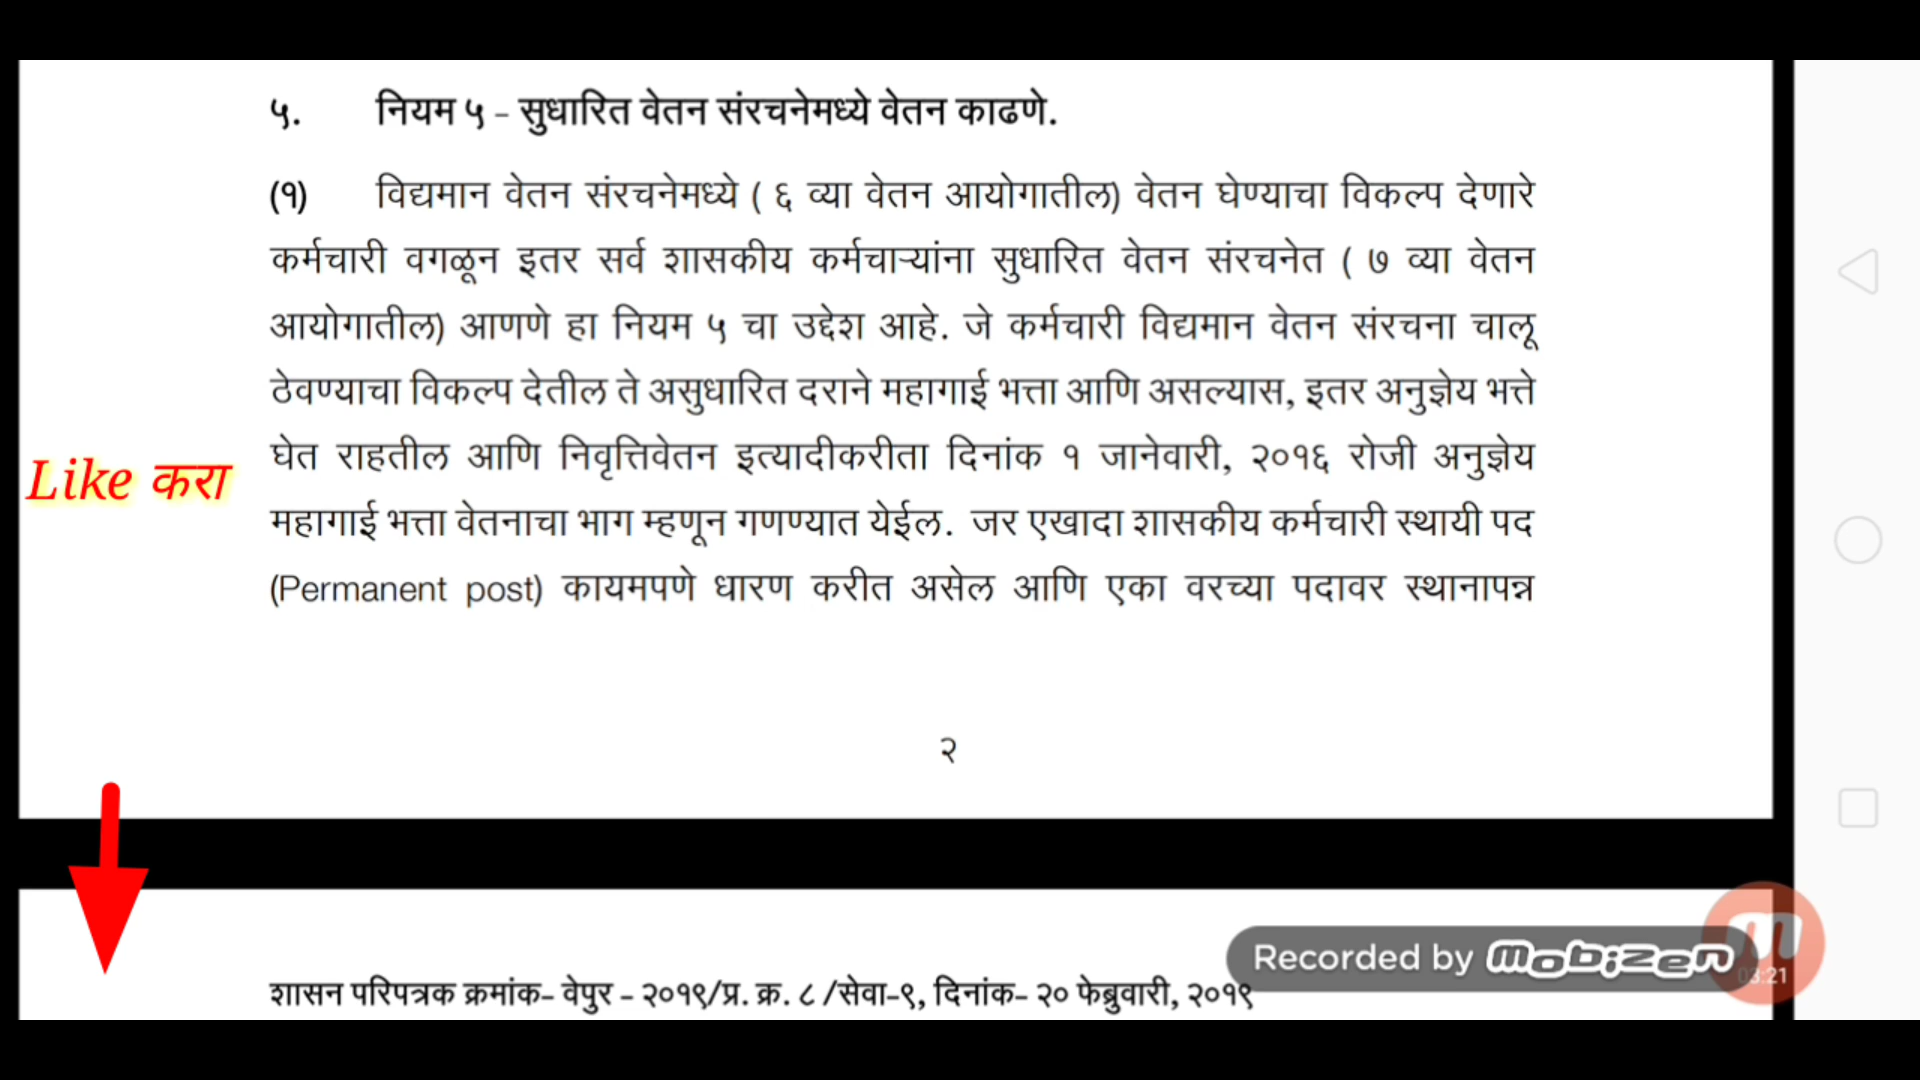 ५. नियम ५ - सुधारित वेतन संरचनेमध्ये वेतन काढणे.
(१) विद्यमान वेतन संरचनेमध्ये ( ६ व्या वेतन आयोगातील) वेतन घेण्याचा विकल्प देणारे
कर्मचारी वगळून इतर सर्व शासकीय कर्मचाऱ्यांना सुधारित वेतन संरचनेत ( ७ व्या वेतन
आयोगातील) आणणे हा नियम ५ चा उद्देश आहे. जे कर्मचारी विद्यमान वेतन संरचना चालू
ठेवण्याचा विकल्प देतील ते असुधारित दराने महागाई भत्ता आणि असल्यास, इतर अनुज्ञेय भत्ते
घेत राहतील आणि निवृत्तिवेतन इत्यादीकरीता दिनांक १ जानेवारी, २०१६ रोजी अनुज्ञेय
महागाई भत्ता वेतनाचा भाग म्हणून गणण्यात येईल. जर एखादा शासकीय कर्मचारी स्थायी पद
(Permanent post) कायमपणे धारण करीत असेल आणि एका वरच्या पदावर स्थानापन्न
Like करा
२
Recorded by mobizen
03:21
शासन परिपत्रक क्रमांक- वेपुर - २०१९/प्र. क्र. ८ /सेवा-९, दिनांक- २० फेब्रुवारी, २०१९